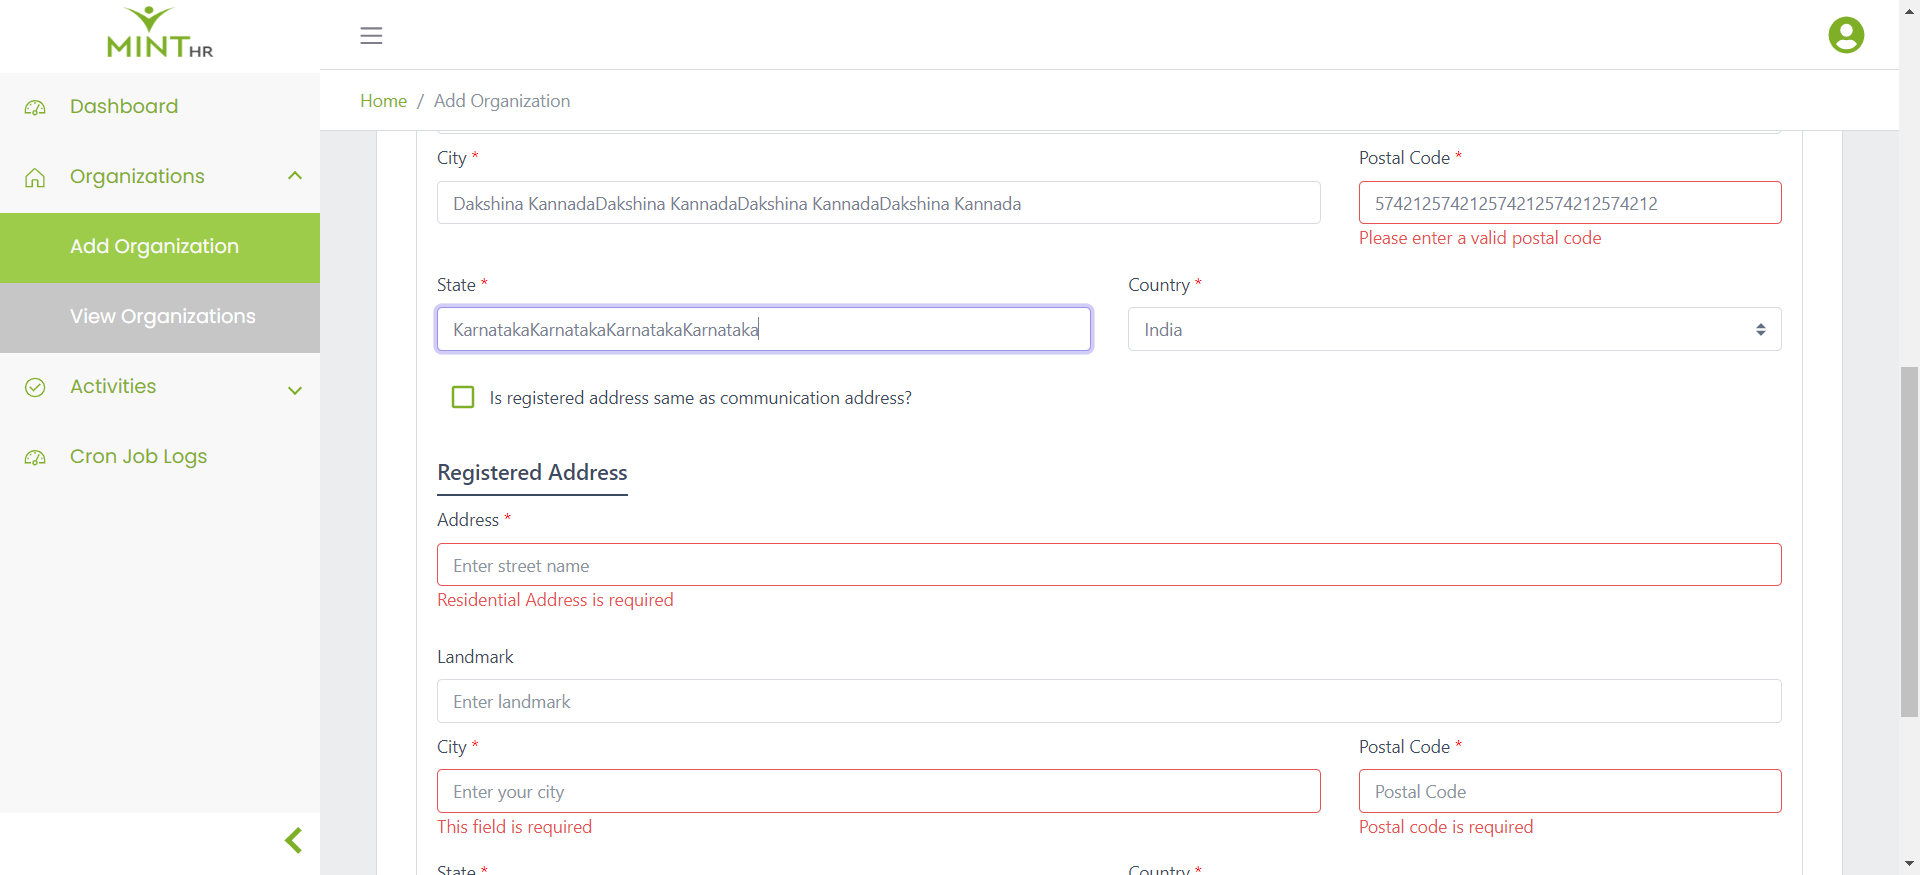 MINT HR
Home / Add Organization
Dashboard
Organizations
Add Organization
View Organizations
Activities
Cron Job Logs
City * Postal Code *
Dakshina KannadaDakshina KannadaDakshina KannadaDakshina Kannada 574212574212574212574212574212
Please enter a valid postal code
State * Country *
KarnatakaKarnatakaKarnatakaKarnataka India
Is registered address same as communication address?
Registered Address
Address *
Enter street name
Residential Address is required
Landmark
Enter landmark
City * Postal Code *
Enter your city Postal Code
This field is required Postal code is required
State * Country *